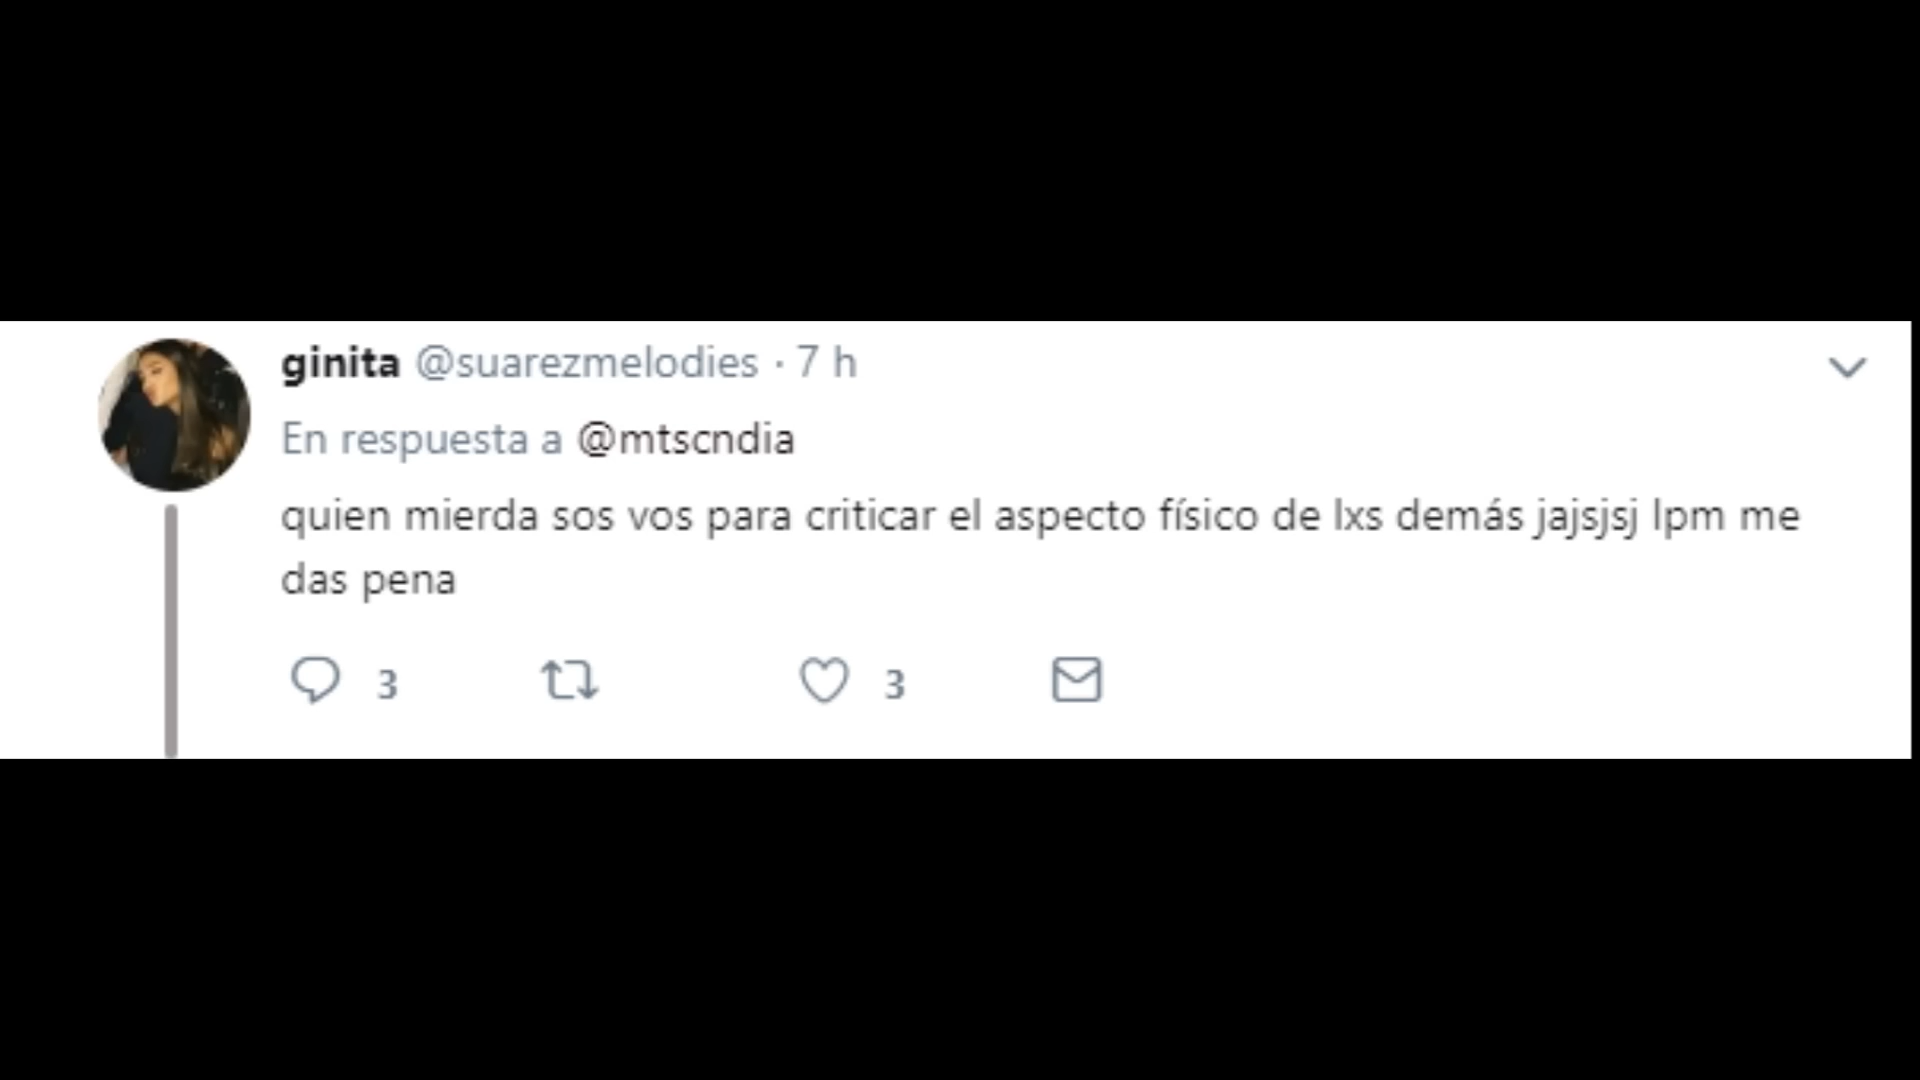 ginita @suarezmelodies · 7 h
En respuesta a @mtscndia
quien mierda sos vos para criticar el aspecto físico de lxs demás jajsjsj lpm me
das pena
3 3